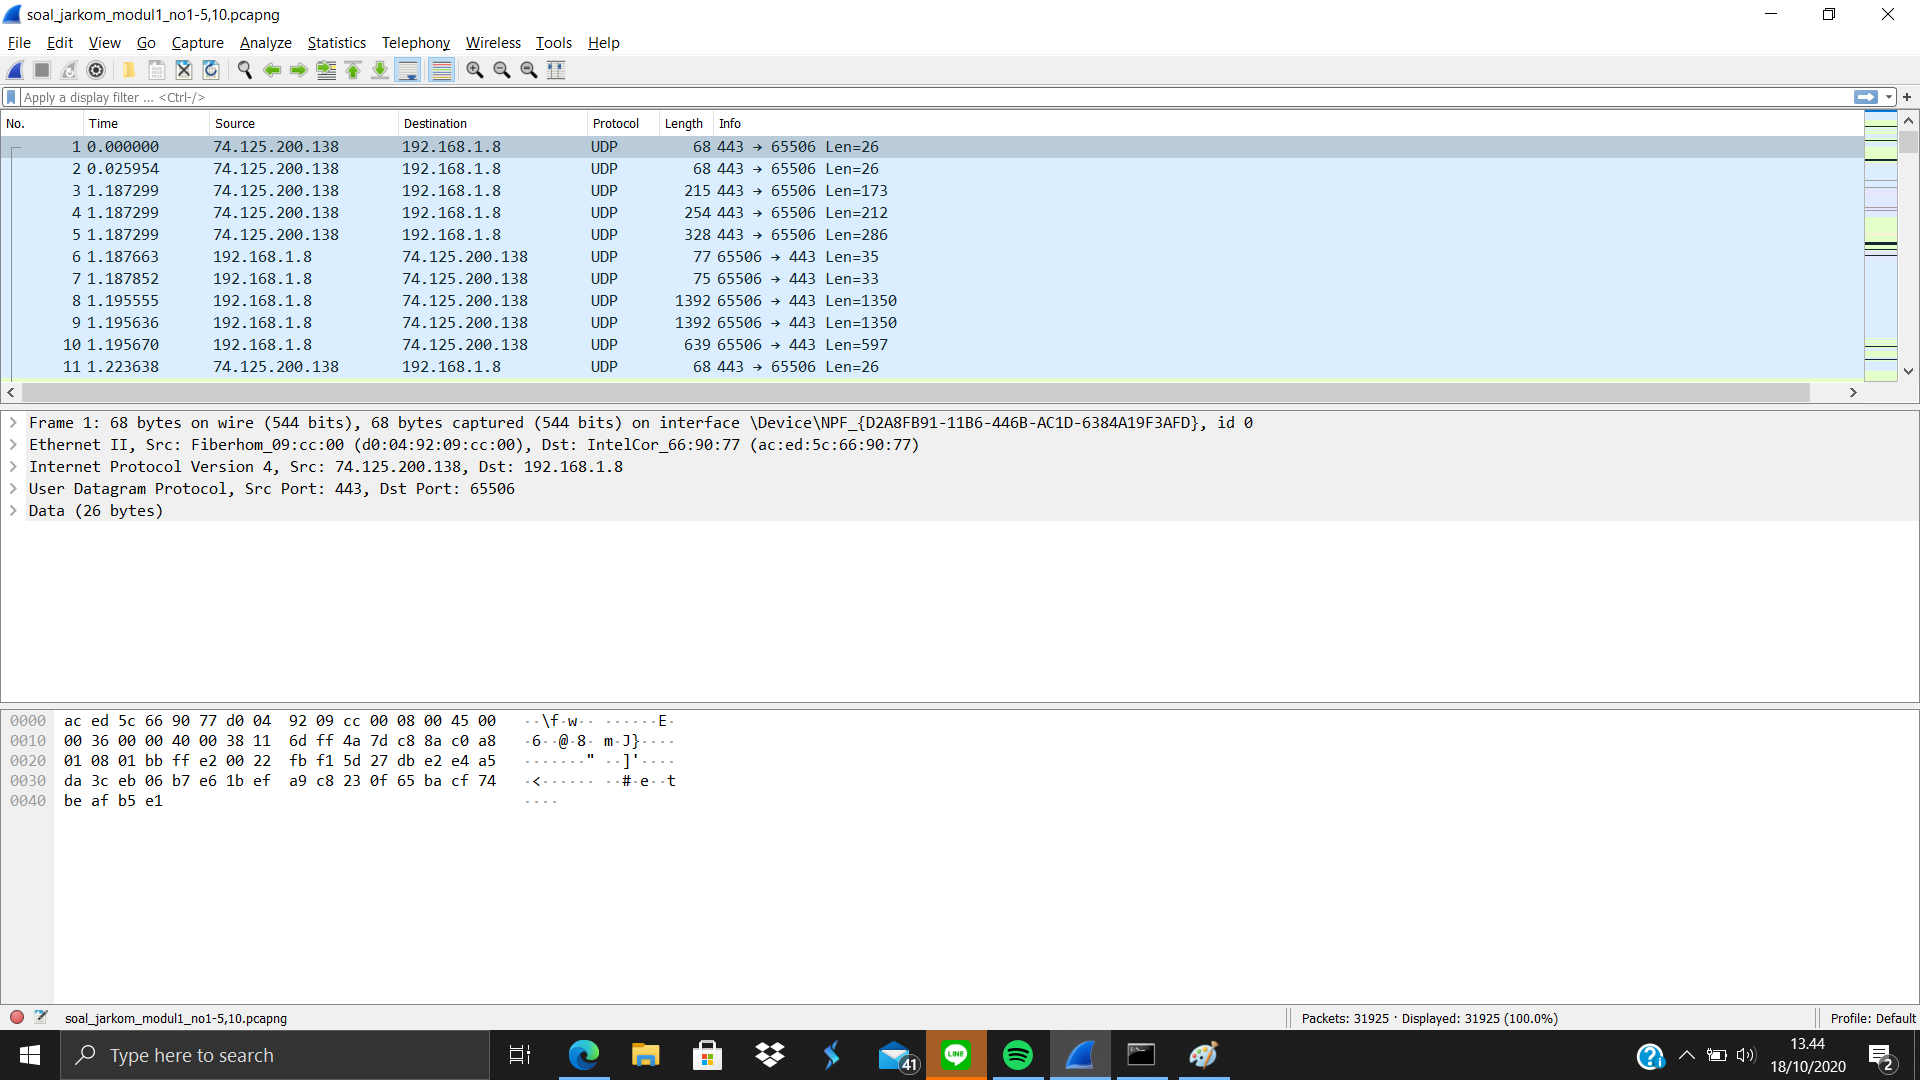 soal_jarkom_modul1_no1-5,10.pcapng
File Edit View Go Capture Analyze Statistics Telephony Wireless Tools Help
Apply a display filter ... <Ctrl-/>
No. Time Source Destination Protocol Length Info
1 0.000000 74.125.200.138 192.168.1.8 UDP 68 443 → 65506 Len=26
2 0.025954 74.125.200.138 192.168.1.8 UDP 68 443 → 65506 Len=26
3 1.187299 74.125.200.138 192.168.1.8 UDP 215 443 → 65506 Len=173
4 1.187299 74.125.200.138 192.168.1.8 UDP 254 443 → 65506 Len=212
5 1.187299 74.125.200.138 192.168.1.8 UDP 328 443 → 65506 Len=286
6 1.187663 192.168.1.8 74.125.200.138 UDP 77 65506 → 443 Len=35
7 1.187852 192.168.1.8 74.125.200.138 UDP 75 65506 → 443 Len=33
8 1.195555 192.168.1.8 74.125.200.138 UDP 1392 65506 → 443 Len=1350
9 1.195636 192.168.1.8 74.125.200.138 UDP 1392 65506 → 443 Len=1350
10 1.195670 192.168.1.8 74.125.200.138 UDP 639 65506 → 443 Len=597
11 1.223638 74.125.200.138 192.168.1.8 UDP 68 443 → 65506 Len=26
Frame 1: 68 bytes on wire (544 bits), 68 bytes captured (544 bits) on interface \Device\NPF_{D2A8FB91-11B6-446B-AC1D-6384A19F3AFD}, id 0
Ethernet II, Src: Fiberhom_09:cc:00 (d0:04:92:09:cc:00), Dst: IntelCor_66:90:77 (ac:ed:5c:66:90:77)
Internet Protocol Version 4, Src: 74.125.200.138, Dst: 192.168.1.8
User Datagram Protocol, Src Port: 443, Dst Port: 65506
Data (26 bytes)
0000 ac ed 5c 66 90 77 d0 04 92 09 cc 00 08 00 45 00 ··\f·w·· ······E·
0010 00 36 00 00 40 00 38 11 6d ff 4a 7d c8 8a c0 a8 ·6··@·8· m·J}····
0020 01 08 01 bb ff e2 00 22 fb f1 5d 27 db e2 e4 a5 ·······" ··]'····
0030 da 3c eb 06 b7 e6 1b ef a9 c8 23 0f 65 ba cf 74 ·<······ ··#·e··t
0040 be af b5 e1 ····
soal_jarkom_modul1_no1-5,10.pcapng
Packets: 31925 · Displayed: 31925 (100.0%)
Profile: Default
Type here to search
41
LINE
13.44
18/10/2020
2